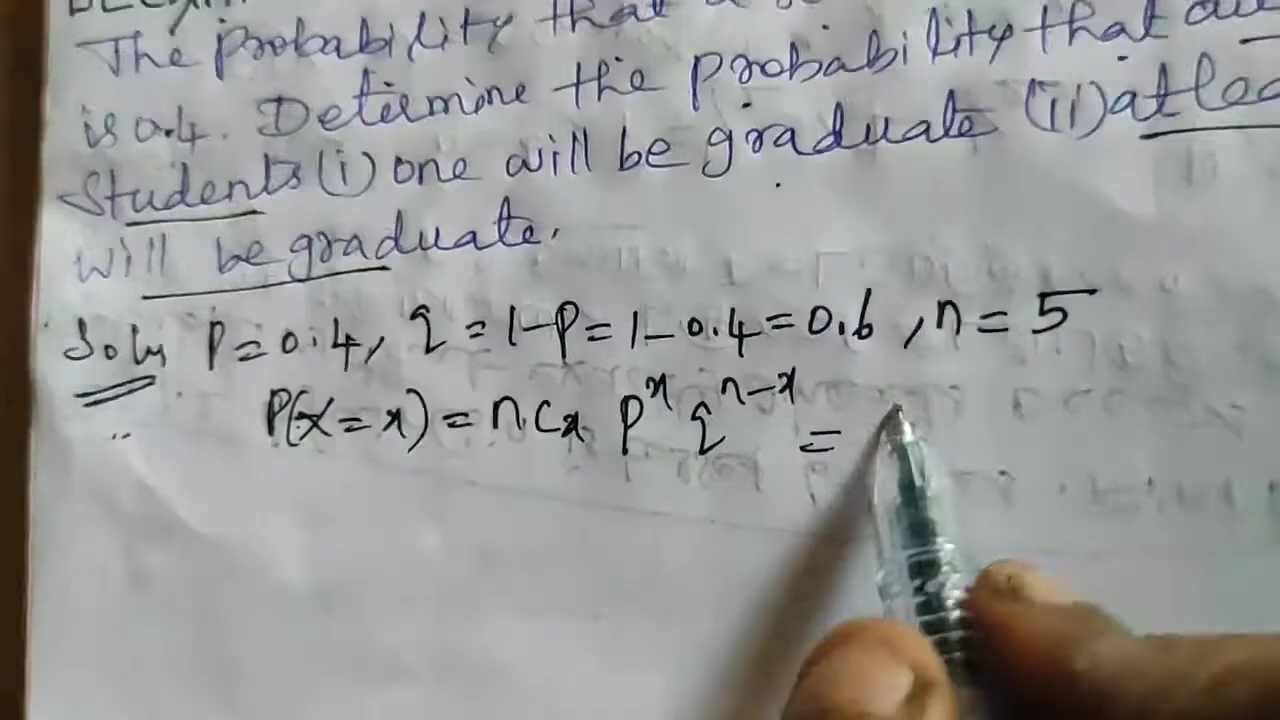 The probability that a
is 0.4. Determine the probability that out
Students (i) one will be graduate (ii) atlea
will be graduate.
Soln P=0.4, q=1-P=1-0.4=0.6, n=5
P(X=x)=nCx P^x q^n-x =